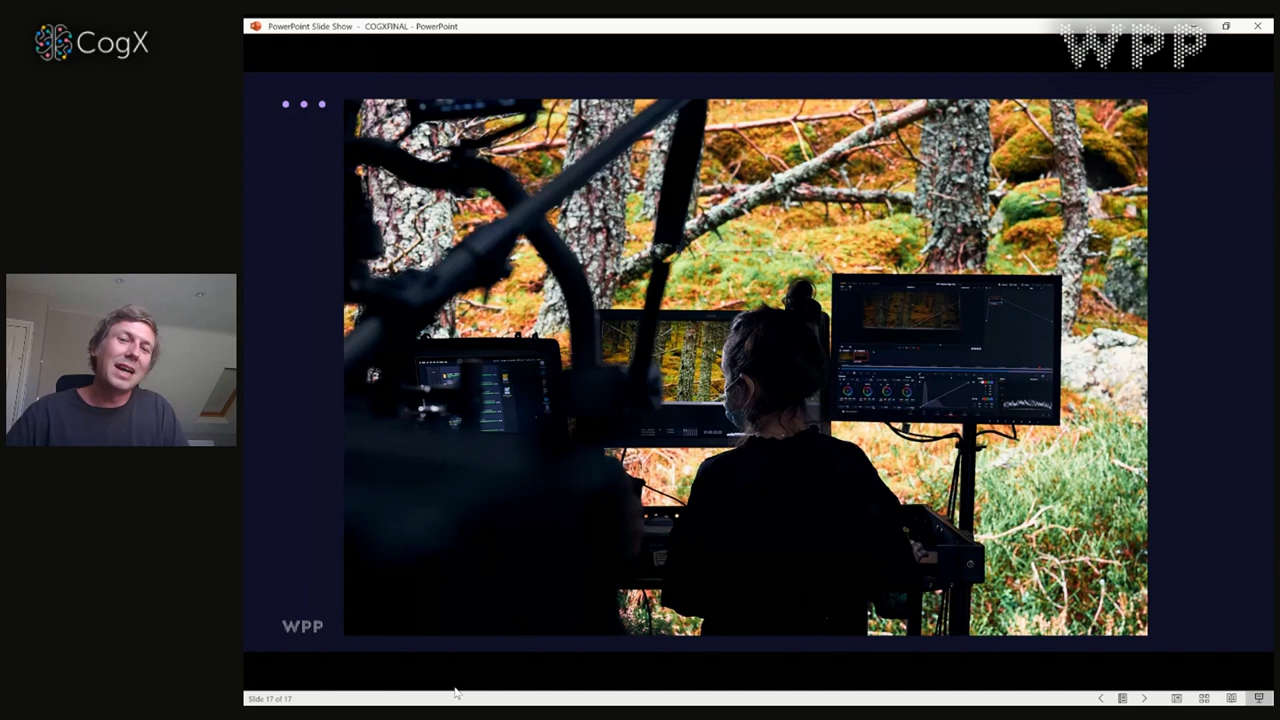 CogX
PowerPoint Slide Show - COGXFINAL - PowerPoint
WPP
WPP
Slide 17 of 17